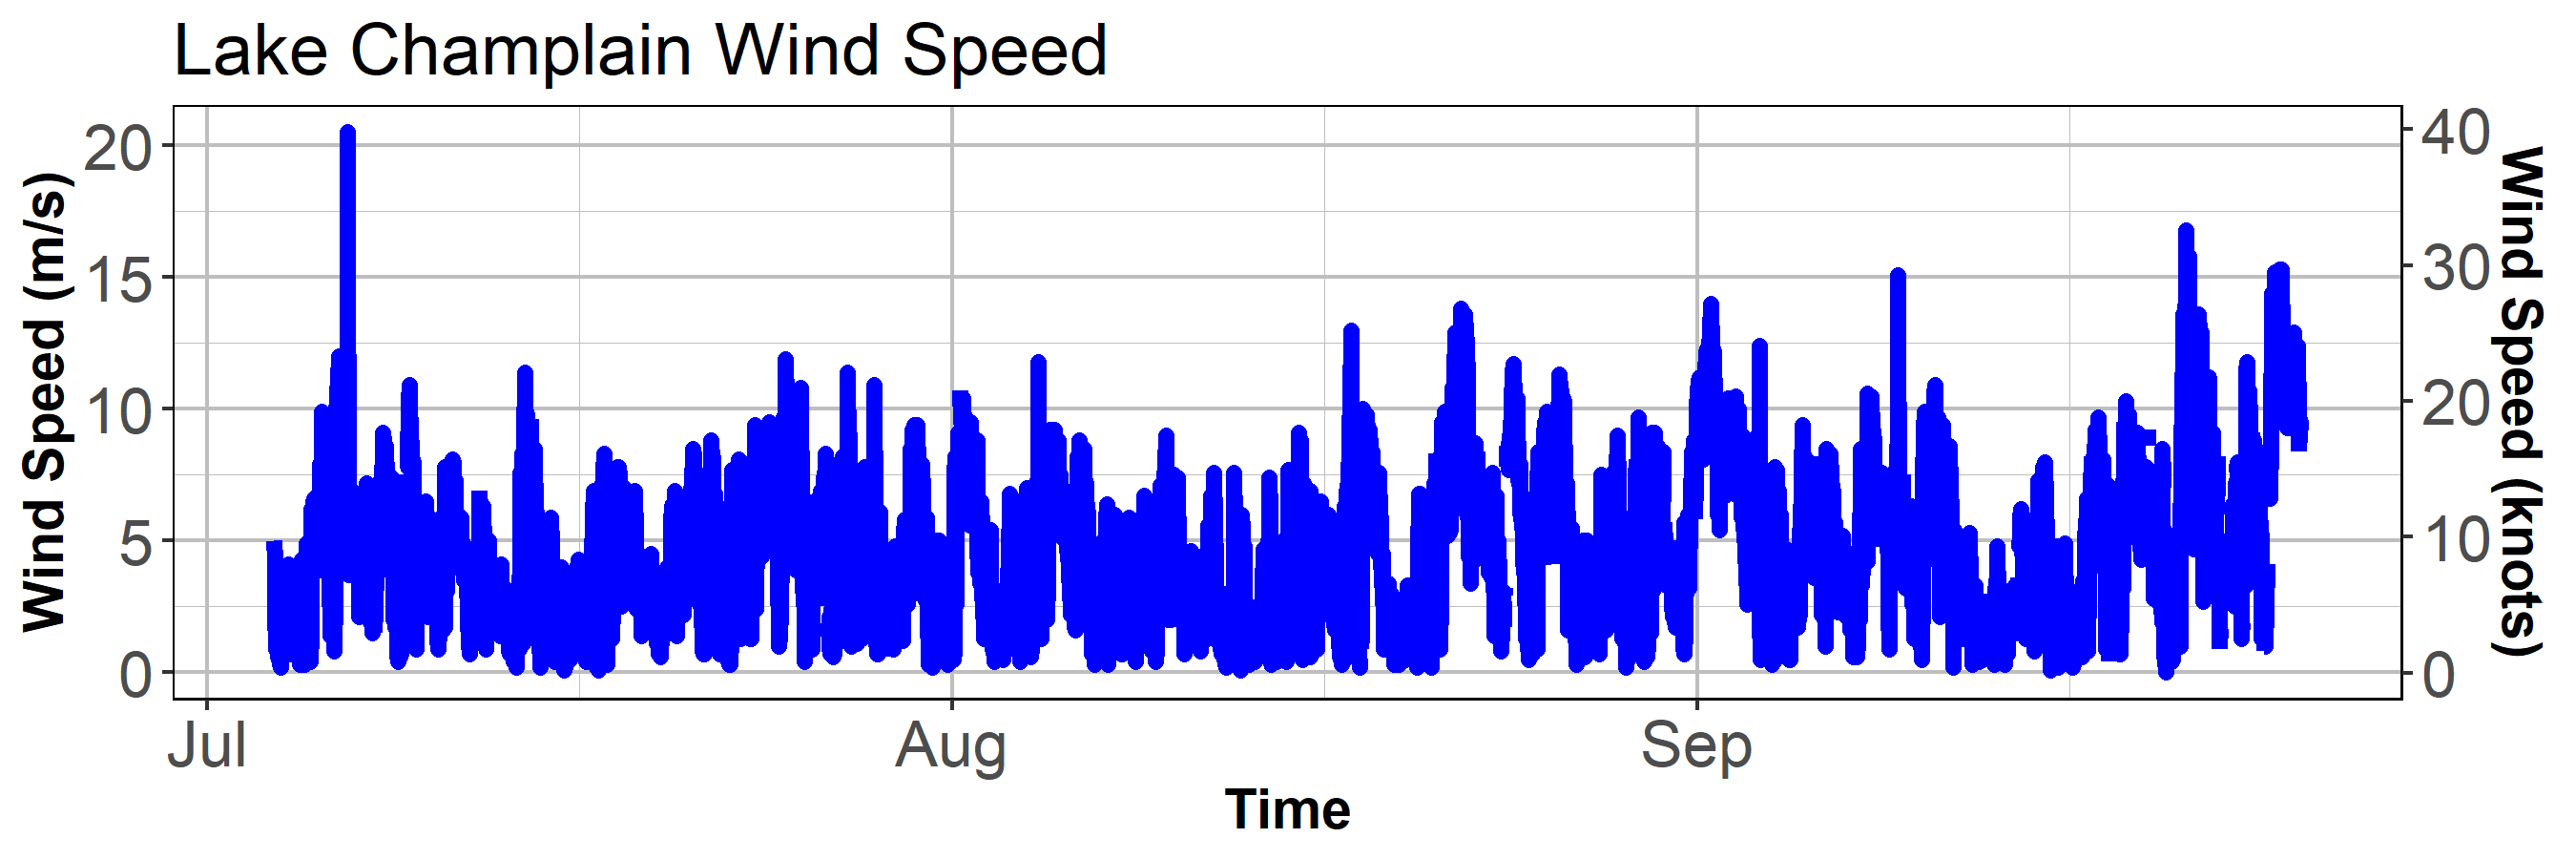 Lake Champlain Wind Speed
Wind Speed (m/s)
20
15
10
5
0
40
30
20
10
0
Wind Speed (knots)
Jul
Aug
Sep
Time